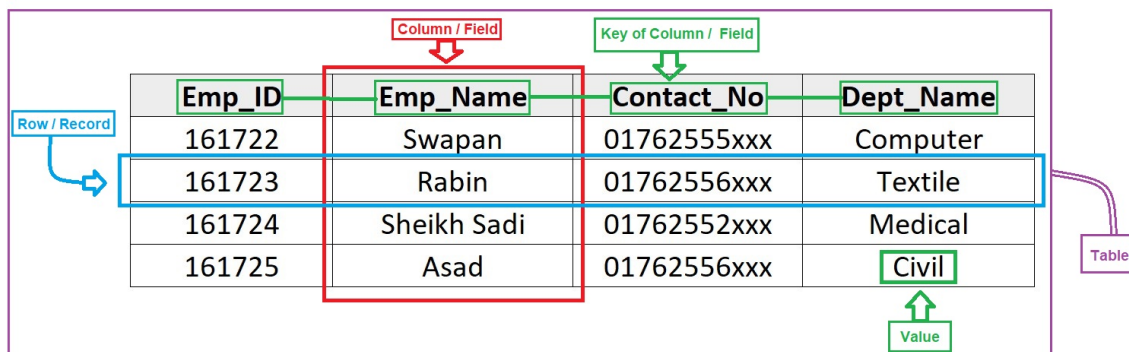 Column / Field
Key of Column / Field
Row / Record
Emp_ID Emp_Name Contact_No Dept_Name
161722 Swapan 01762555xxx Computer
161723 Rabin 01762556xxx Textile
161724 Sheikh Sadi 01762552xxx Medical
161725 Asad 01762556xxx Civil
Table
Value